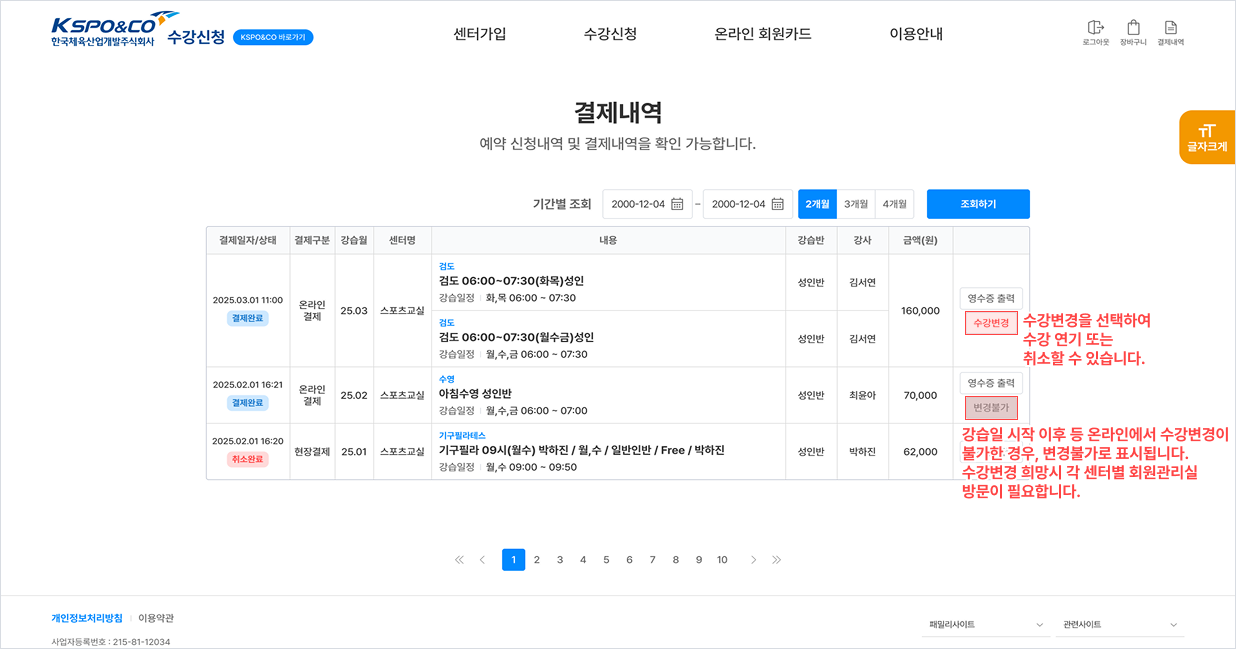 KSPO&CO
한국체육산업개발주식회사
수강신청
KSPO&CO 바로가기
센터가입
수강신청
온라인 회원카드
이용안내
로그아웃
장바구니
결제내역
결제내역
예약 신청내역 및 결제내역을 확인 가능합니다.
글자크게
기간별 조회
2000-12-04
–
2000-12-04
2개월
3개월
4개월
조회하기
결제일자/상태
결제구분
강습월
센터명
내용
강습반
강사
금액(원)
2025.03.01 11:00
결제완료
온라인
결제
25.03
스포츠교실
검도
검도 06:00~07:30(화목)성인
강습일정 화,목 06:00 ~ 07:30
성인반
김서연
검도
검도 06:00~07:30(월수금)성인
강습일정 월,수,금 06:00 ~ 07:30
성인반
김서연
160,000
영수증 출력
수강변경
수강변경을 선택하여
수강 연기 또는
취소할 수 있습니다.
2025.02.01 16:21
결제완료
온라인
결제
25.02
스포츠교실
수영
아침수영 성인반
강습일정 월,수,금 06:00 ~ 07:00
성인반
최윤아
70,000
영수증 출력
변경불가
2025.02.01 16:20
취소완료
현장결제
25.01
스포츠교실
기구필라테스
기구필라 09시(월수) 박하진 / 월,수 / 일반인반 / Free / 박하진
강습일정 월,수 09:00 ~ 09:50
성인반
박하진
62,000
강습일 시작 이후 등 온라인에서 수강변경이
불가한 경우, 변경불가로 표시됩니다.
수강변경 희망시 각 센터별 회원관리실
방문이 필요합니다.
1 2 3 4 5 6 7 8 9 10
개인정보처리방침
이용약관
사업자등록번호 : 215-81-12034
패밀리사이트
관련사이트